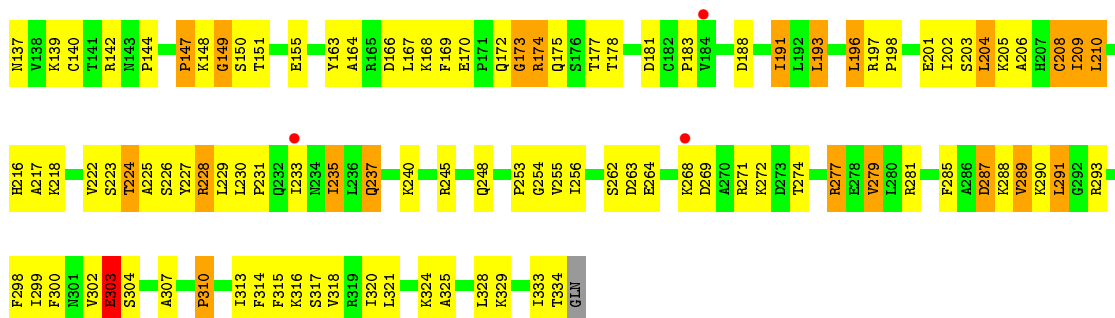 N137 V138 K139 C140 T141 R142 N143 P144 P147 K148 G149 S150 T151 E155 Y163 A164 R165 D166 L167 K168 F169 E170 P171 Q172 G173 R174 Q175 S176 T177 T178 D181 C182 P183 V184 D188 I191 L192 L193 L196 R197 P198 E201 I202 S203 L204 K205 A206 H207 C208 I209 L210
H216 A217 K218 V222 S223 T224 A225 S226 Y227 R228 L229 L230 P231 Q232 I233 N234 I235 L236 Q237 K240 R245 Q248 P253 G254 V255 I256 S262 D263 E264 K268 D269 A270 R271 K272 D273 T274 R277 E278 V279 L280 R281 F285 A286 D287 K288 V289 K290 L291 G292 R293
F298 I299 F300 N301 V302 E303 S304 A307 P310 I313 F314 F315 K316 S317 V318 R319 I320 L321 K324 A325 L328 K329 I333 T334 GLN